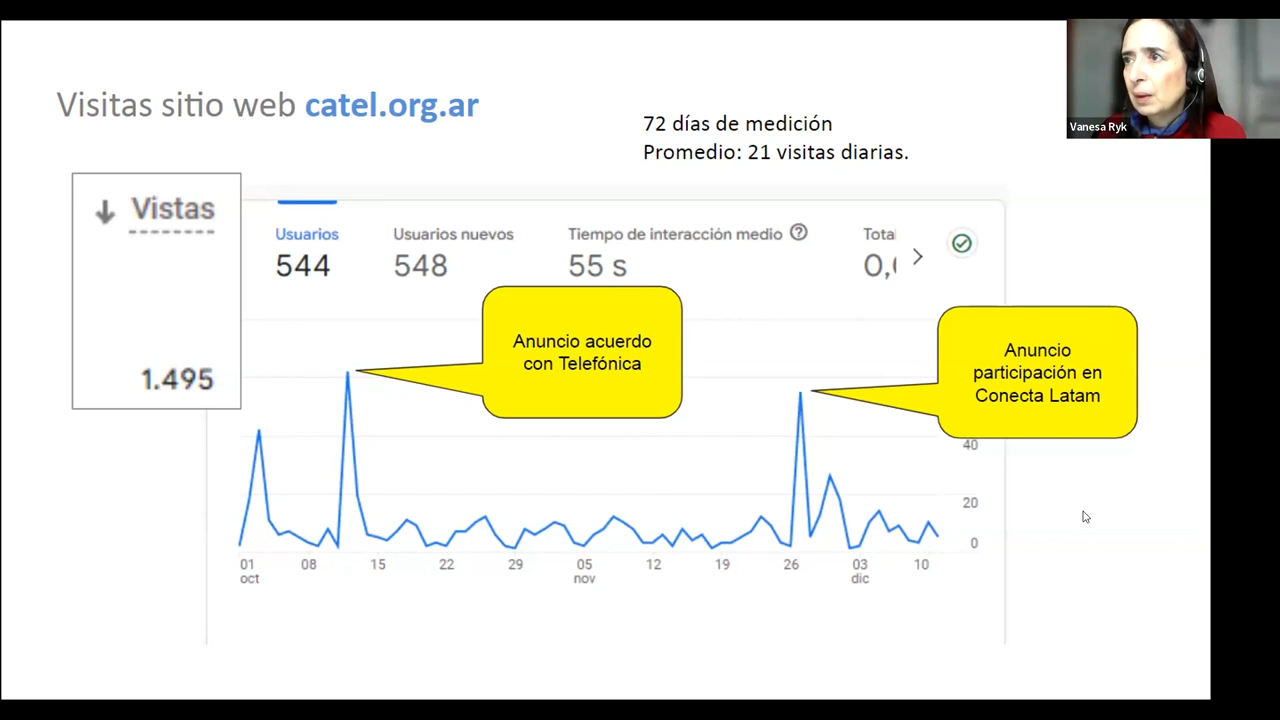 Visitas sitio web catel.org.ar
72 días de medición
Promedio: 21 visitas diarias.
Vanesa Ryk
Vistas
1.495
Usuarios
544
Usuarios nuevos
548
Tiempo de interacción medio
55 s
Anuncio acuerdo
con Telefónica
Anuncio
participación en
Conecta Latam
40
20
0
01 08 15 22 29 05 12 19 26 03 10
oct nov dic